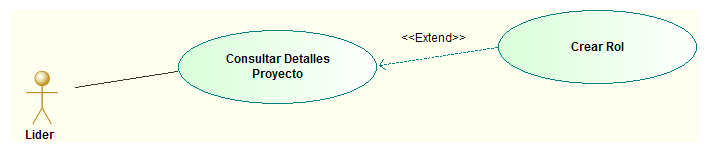 <<Extend>>
Crear Rol
Consultar Detalles
Proyecto
Lider